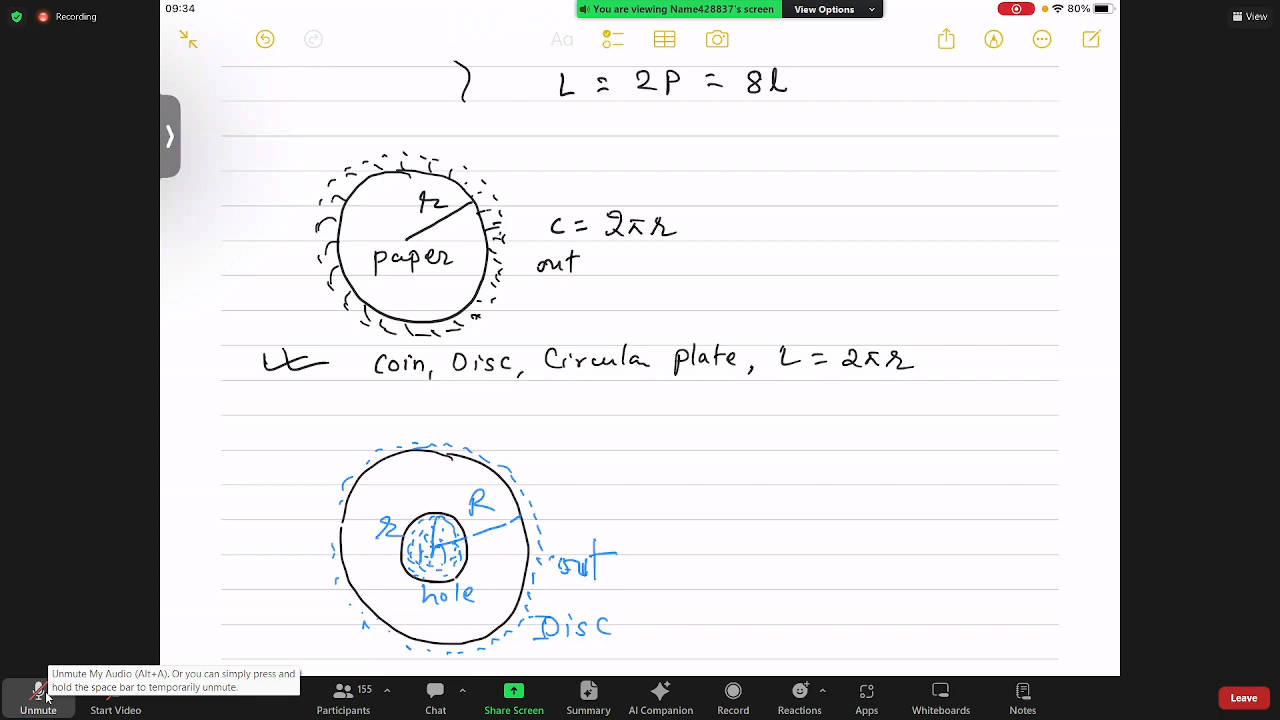 09:34
Recording
You are viewing Name428837's screen
View Options
80%
View
Aa
L = 2P = 8l
r
paper
C = 2πr
out
Coin, Disc, Circular plate, L = 2πr
R
r
out
hole
Disc
Unmute My Audio (Alt+A). Or you can simply press and
hold the space bar to temporarily unmute.
Unmute
Start Video
Participants
155
Chat
Share Screen
Summary
AI Companion
Record
Reactions
Apps
Whiteboards
Notes
Leave